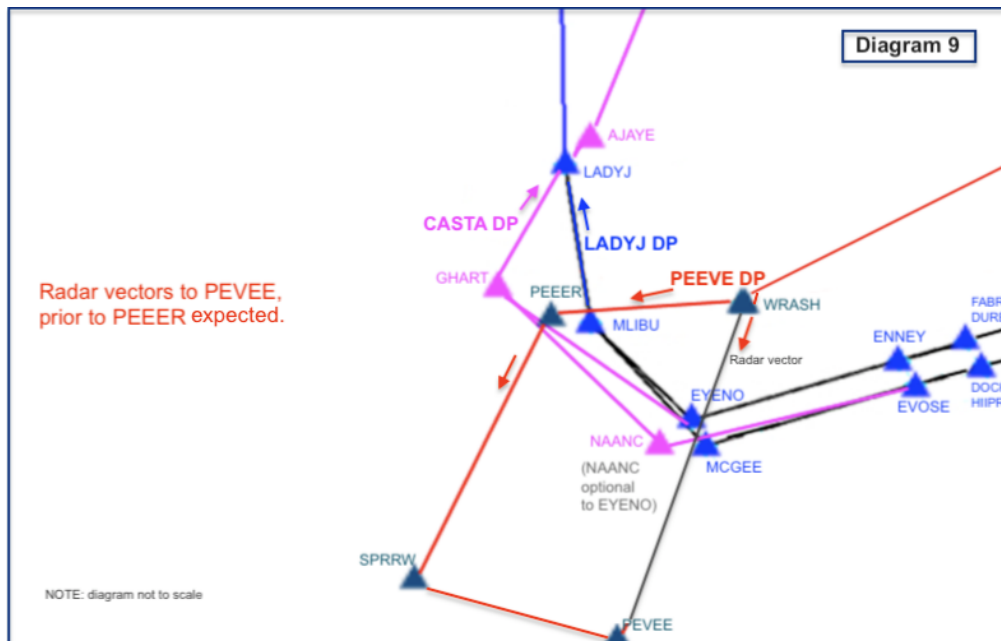 Diagram 9
AJAYE
LADYJ
CASTA DP
LADYJ DP
GHART
PEEER
PEEVE DP
Radar vectors to PEVEE,
prior to PEEER expected.
MLIBU
WRASH
Radar vector
ENNEY
EYENO
EVOSE
NAANC
MCGEE
(NAANC
optional
to EYENO)
SPRRW
NOTE: diagram not to scale
PEVEE